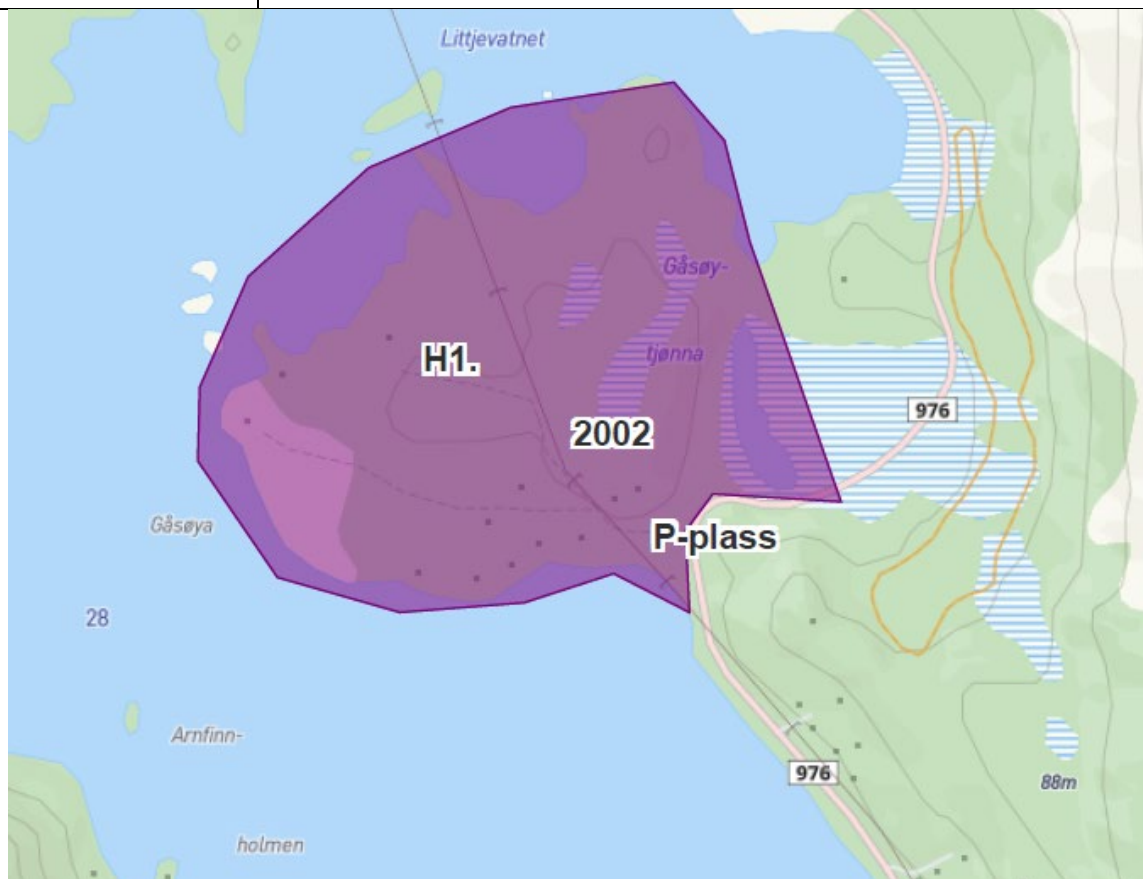 Littjevatnet
Gåsøy-
tjønna
H1.
976
2002
Gåsøya
P-plass
28
Arnfinn-
976
88m
holmen